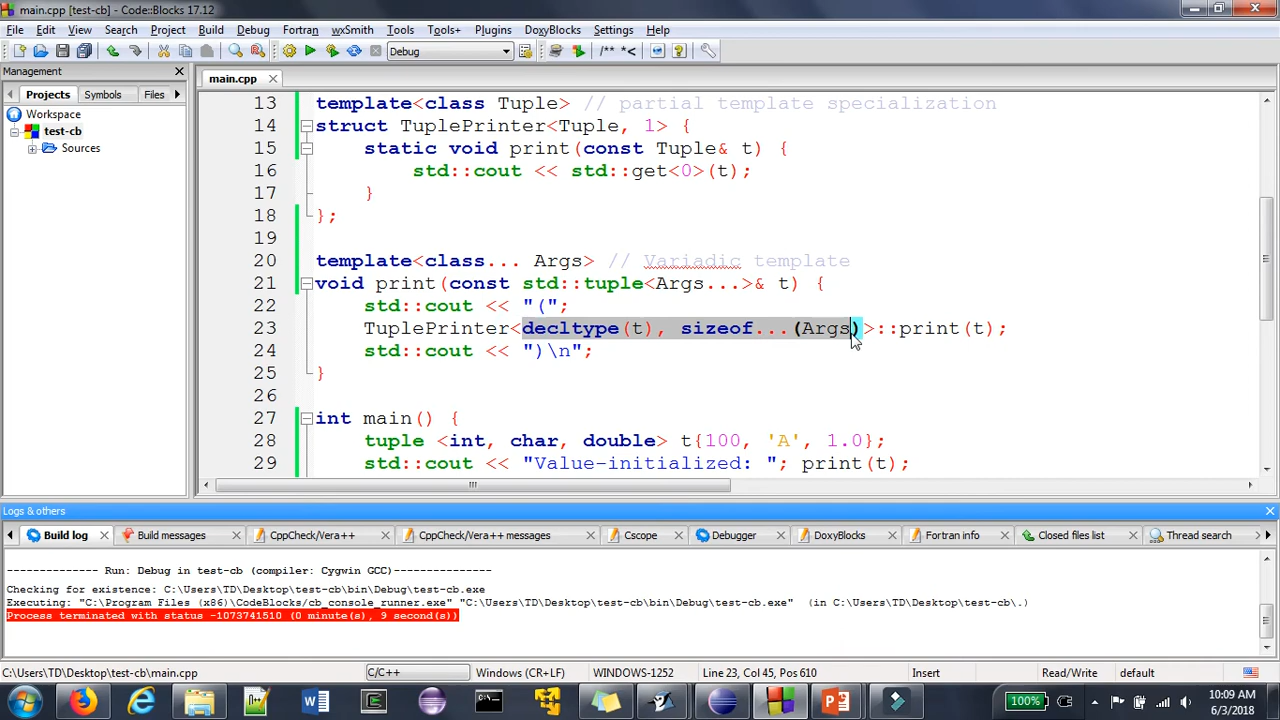 main.cpp [test-cb] - Code::Blocks 17.12
File Edit View Search Project Build Debug Fortran wxSmith Tools Tools+ Plugins DoxyBlocks Settings Help
Debug /** *<
Management
Projects Symbols Files
Workspace
test-cb
Sources
main.cpp
13 template<class Tuple> // partial template specialization
14 struct TuplePrinter<Tuple, 1> {
15 static void print(const Tuple& t) {
16 std::cout << std::get<0>(t);
17 }
18 };
19
20 template<class... Args> // Variadic template
21 void print(const std::tuple<Args...>& t) {
22 std::cout << "(";
23 TuplePrinter<decltype(t), sizeof...(Args)>::print(t);
24 std::cout << ")\n";
25 }
26
27 int main() {
28 tuple <int, char, double> t{100, 'A', 1.0};
29 std::cout << "Value-initialized: "; print(t);
Logs & others
Build log Build messages CppCheck/Vera++ CppCheck/Vera++ messages Cscope Debugger DoxyBlocks Fortran info Closed files list Thread search
-------------- Run: Debug in test-cb (compiler: Cygwin GCC)---------------
Checking for existence: C:\Users\TD\Desktop\test-cb\bin\Debug\test-cb.exe
Executing: "C:\Program Files (x86)\CodeBlocks/cb_console_runner.exe" "C:\Users\TD\Desktop\test-cb\bin\Debug\test-cb.exe"  (in C:\Users\TD\Desktop\test-cb\.)
Process terminated with status -1073741510 (0 minute(s), 9 second(s))
C:\Users\TD\Desktop\test-cb\main.cpp C/C++ Windows (CR+LF) WINDOWS-1252 Line 23, Col 45, Pos 610 Insert Read/Write default
100% 10:09 AM
6/3/2018